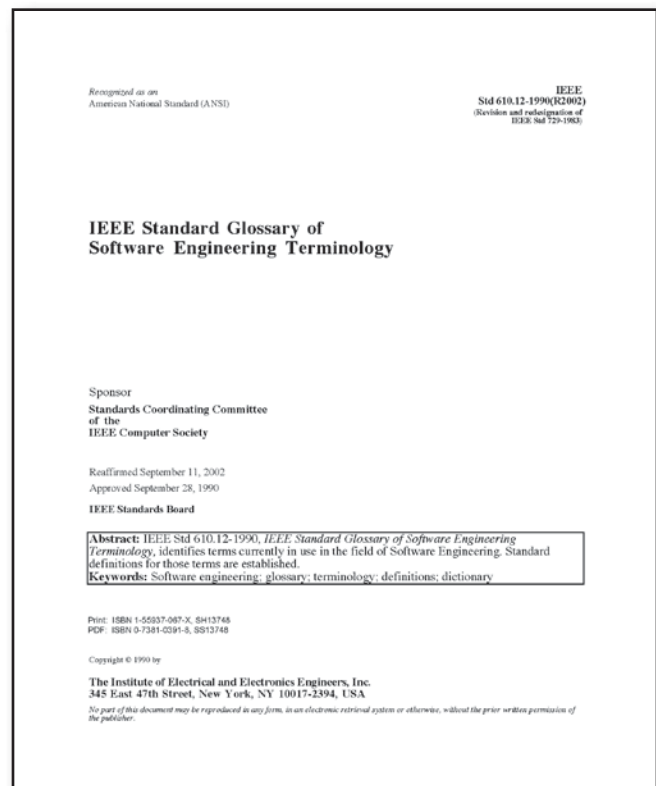 Recognized as an
American National Standard (ANSI)
IEEE
Std 610.12-1990(R2002)
(Revision and redesignation of
IEEE Std 729-1983)
IEEE Standard Glossary of
Software Engineering Terminology
Sponsor
Standards Coordinating Committee
of the
IEEE Computer Society
Reaffirmed September 11, 2002
Approved September 28, 1990
IEEE Standards Board
Abstract: IEEE Std 610.12-1990, IEEE Standard Glossary of Software Engineering
Terminology, identifies terms currently in use in the field of Software Engineering. Standard
definitions for those terms are established.
Keywords: Software engineering; glossary; terminology; definitions; dictionary
Print: ISBN 1-55937-067-X, SH13748
PDF: ISBN 0-7381-0391-8, SS13748
Copyright © 1990 by
The Institute of Electrical and Electronics Engineers, Inc.
345 East 47th Street, New York, NY 10017-2394, USA
No part of this document may be reproduced in any form, in an electronic retrieval system or otherwise, without the prior written permission of
the publisher.